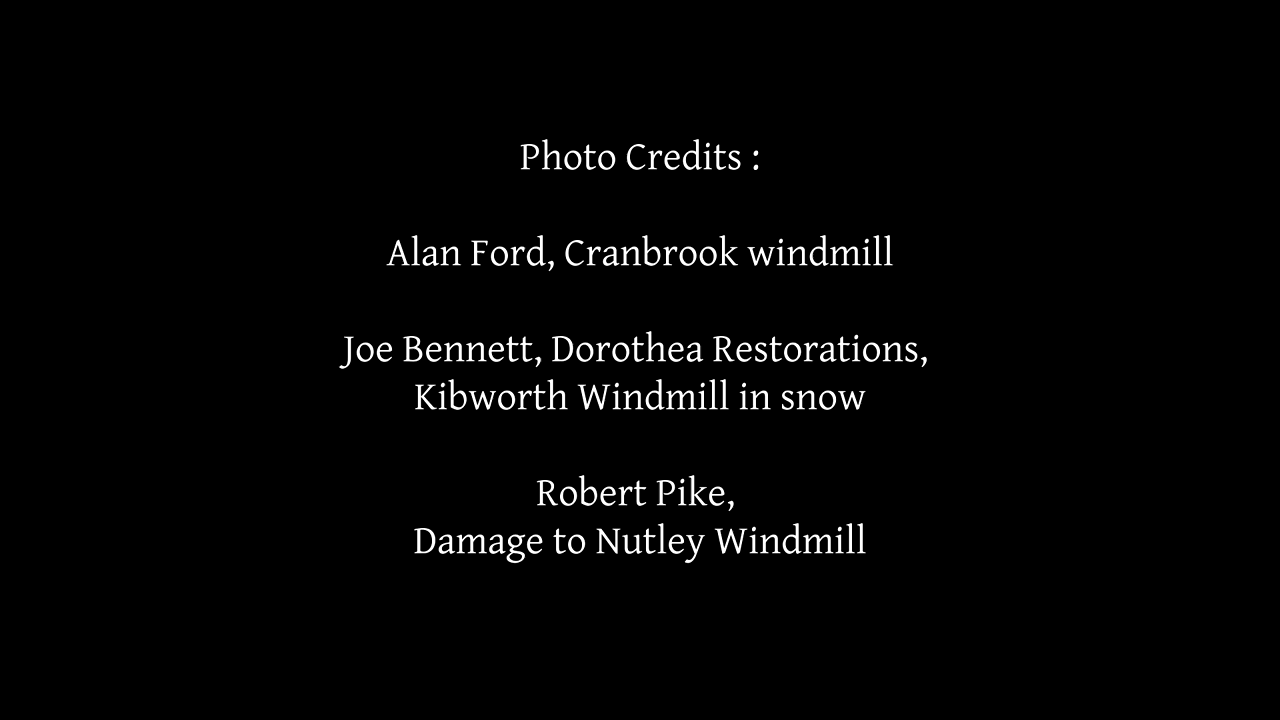 Photo Credits :
Alan Ford, Cranbrook windmill
Joe Bennett, Dorothea Restorations,
Kibworth Windmill in snow
Robert Pike,
Damage to Nutley Windmill